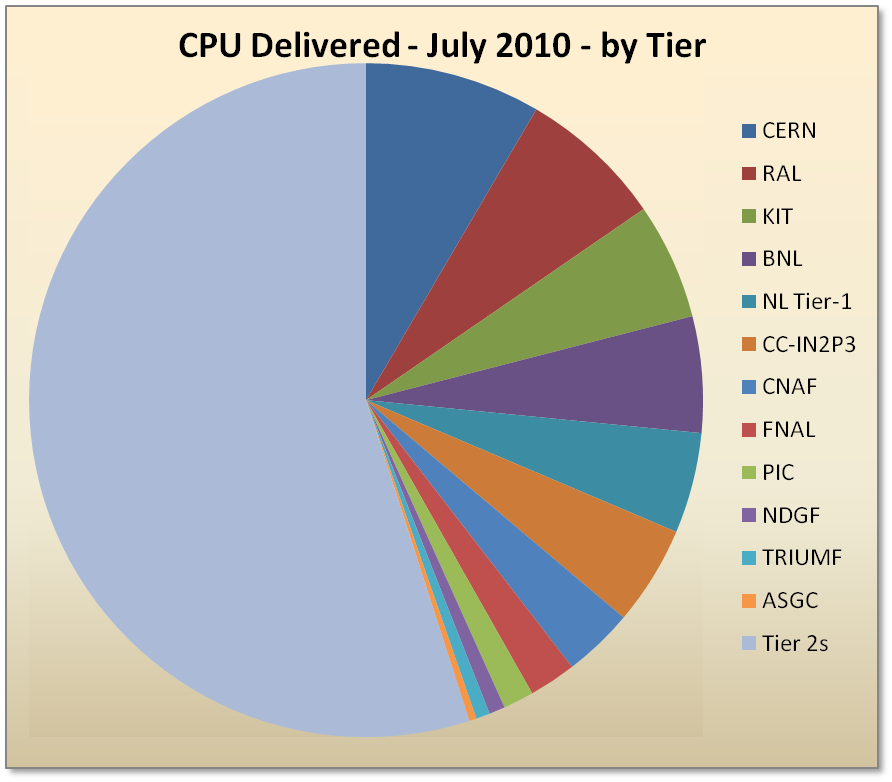 CPU Delivered - July 2010 - by Tier
CERN
RAL
KIT
BNL
NL Tier-1
CC-IN2P3
CNAF
FNAL
PIC
NDGF
TRIUMF
ASGC
Tier 2s